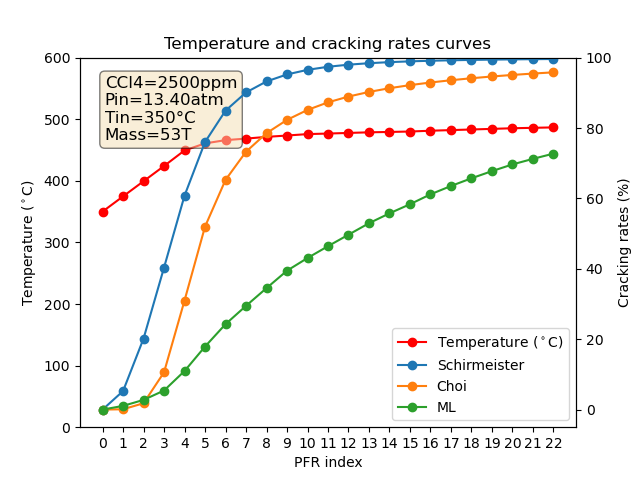 Temperature and cracking rates curves
CCl4=2500ppm
Pin=13.40atm
Tin=350°C
Mass=53T
600
500
400
300
200
100
0
Temperature (°C)
100
80
60
40
20
0
Cracking rates (%)
Temperature (°C)
Schirmeister
Choi
ML
0 1 2 3 4 5 6 7 8 9 10 11 12 13 14 15 16 17 18 19 20 21 22
PFR index